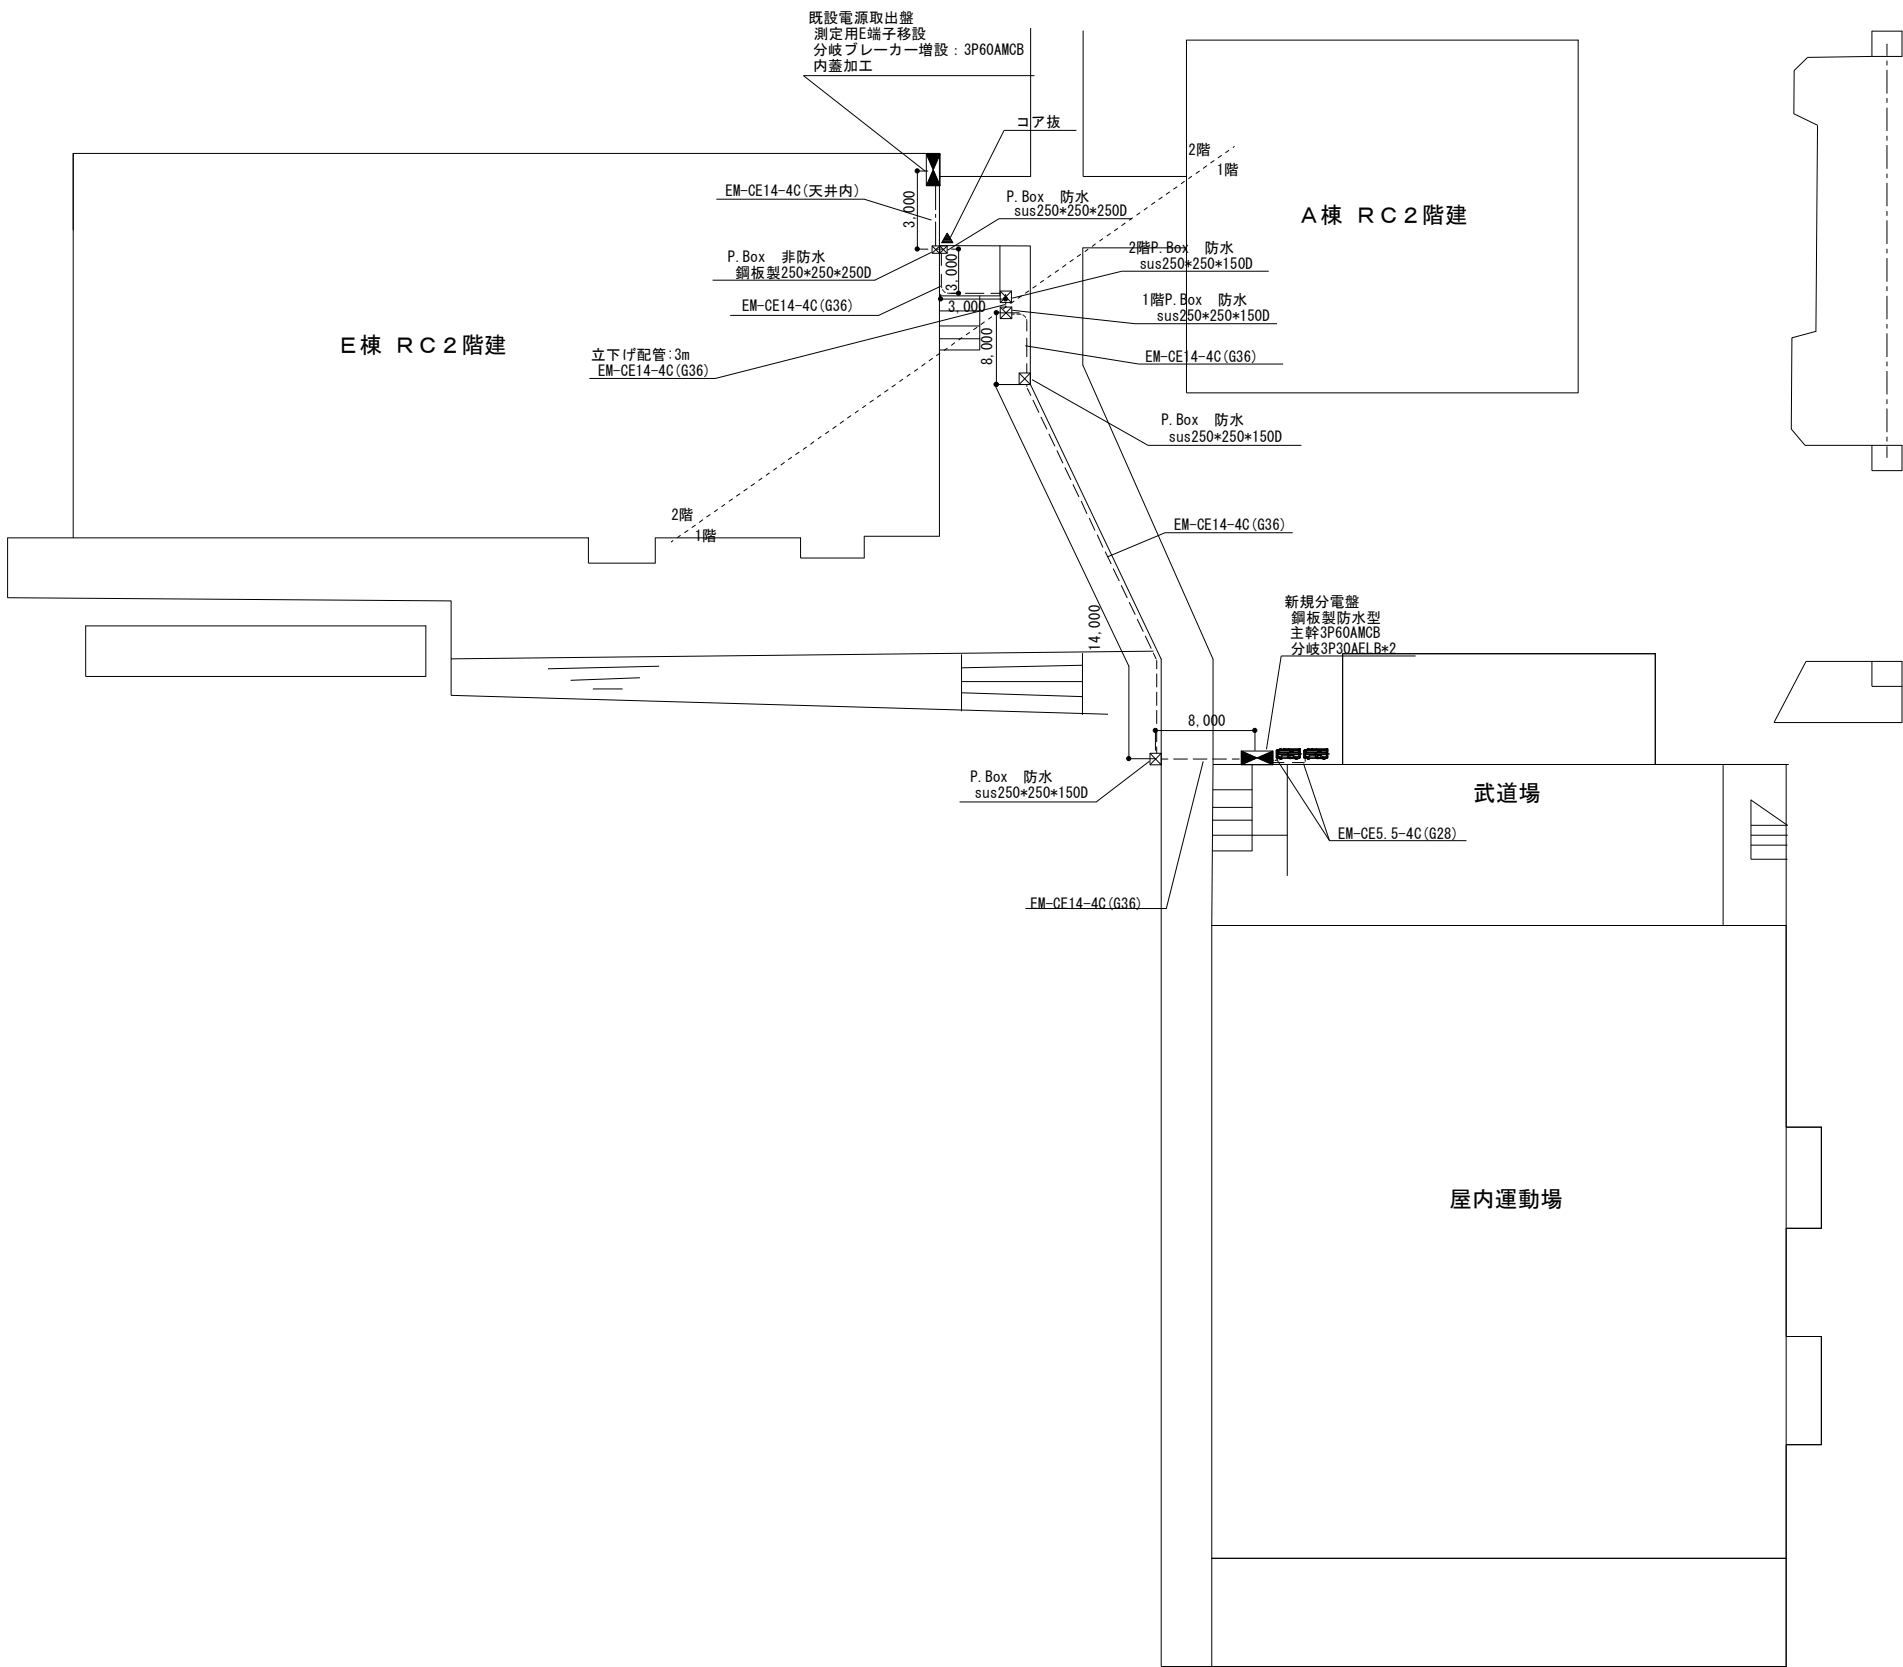 既設電源取出盤
測定用E端子移設
分岐ブレーカー増設：3P60AMCB
内蓋加工
コア抜
2階
1階
EM-CE14-4C(天井内)
3,000
P.Box 防水
sus250*250*250D
A棟 RC2階建
P.Box 非防水
鋼板製250*250*250D
3,000
2階P.Box 防水
sus250*250*150D
EM-CE14-4C(G36)
3,000
1階P.Box 防水
sus250*250*150D
E棟 RC2階建
8,000
立下げ配管:3m
EM-CE14-4C(G36)
EM-CE14-4C(G36)
P.Box 防水
sus250*250*150D
2階
1階
EM-CE14-4C(G36)
14,000
新規分電盤
鋼板製防水型
主幹3P60AMCB
分岐3P30AELB*2
8,000
P.Box 防水
sus250*250*150D
武道場
EM-CE5.5-4C(G28)
EM-CE14-4C(G36)
屋内運動場